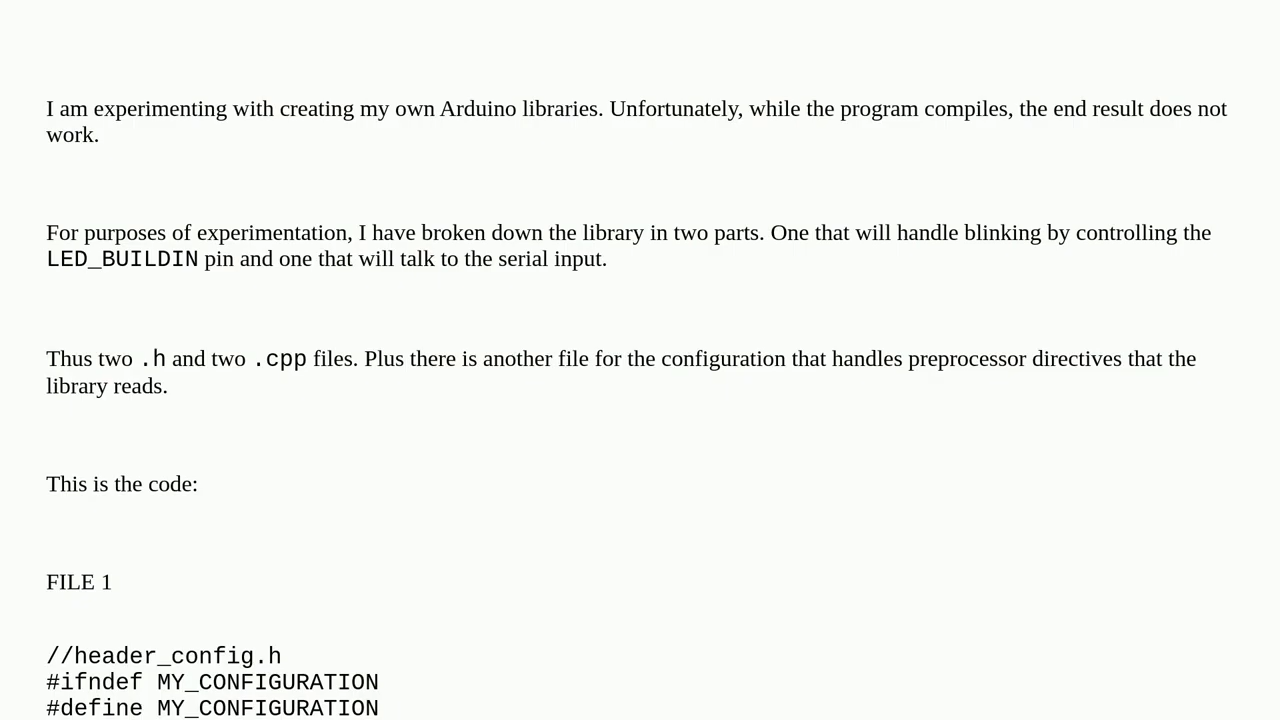 I am experimenting with creating my own Arduino libraries. Unfortunately, while the program compiles, the end result does not
work.
For purposes of experimentation, I have broken down the library in two parts. One that will handle blinking by controlling the
LED_BUILDIN pin and one that will talk to the serial input.
Thus two .h and two .cpp files. Plus there is another file for the configuration that handles preprocessor directives that the
library reads.
This is the code:
FILE 1
//header_config.h
#ifndef MY_CONFIGURATION
#define MY_CONFIGURATION